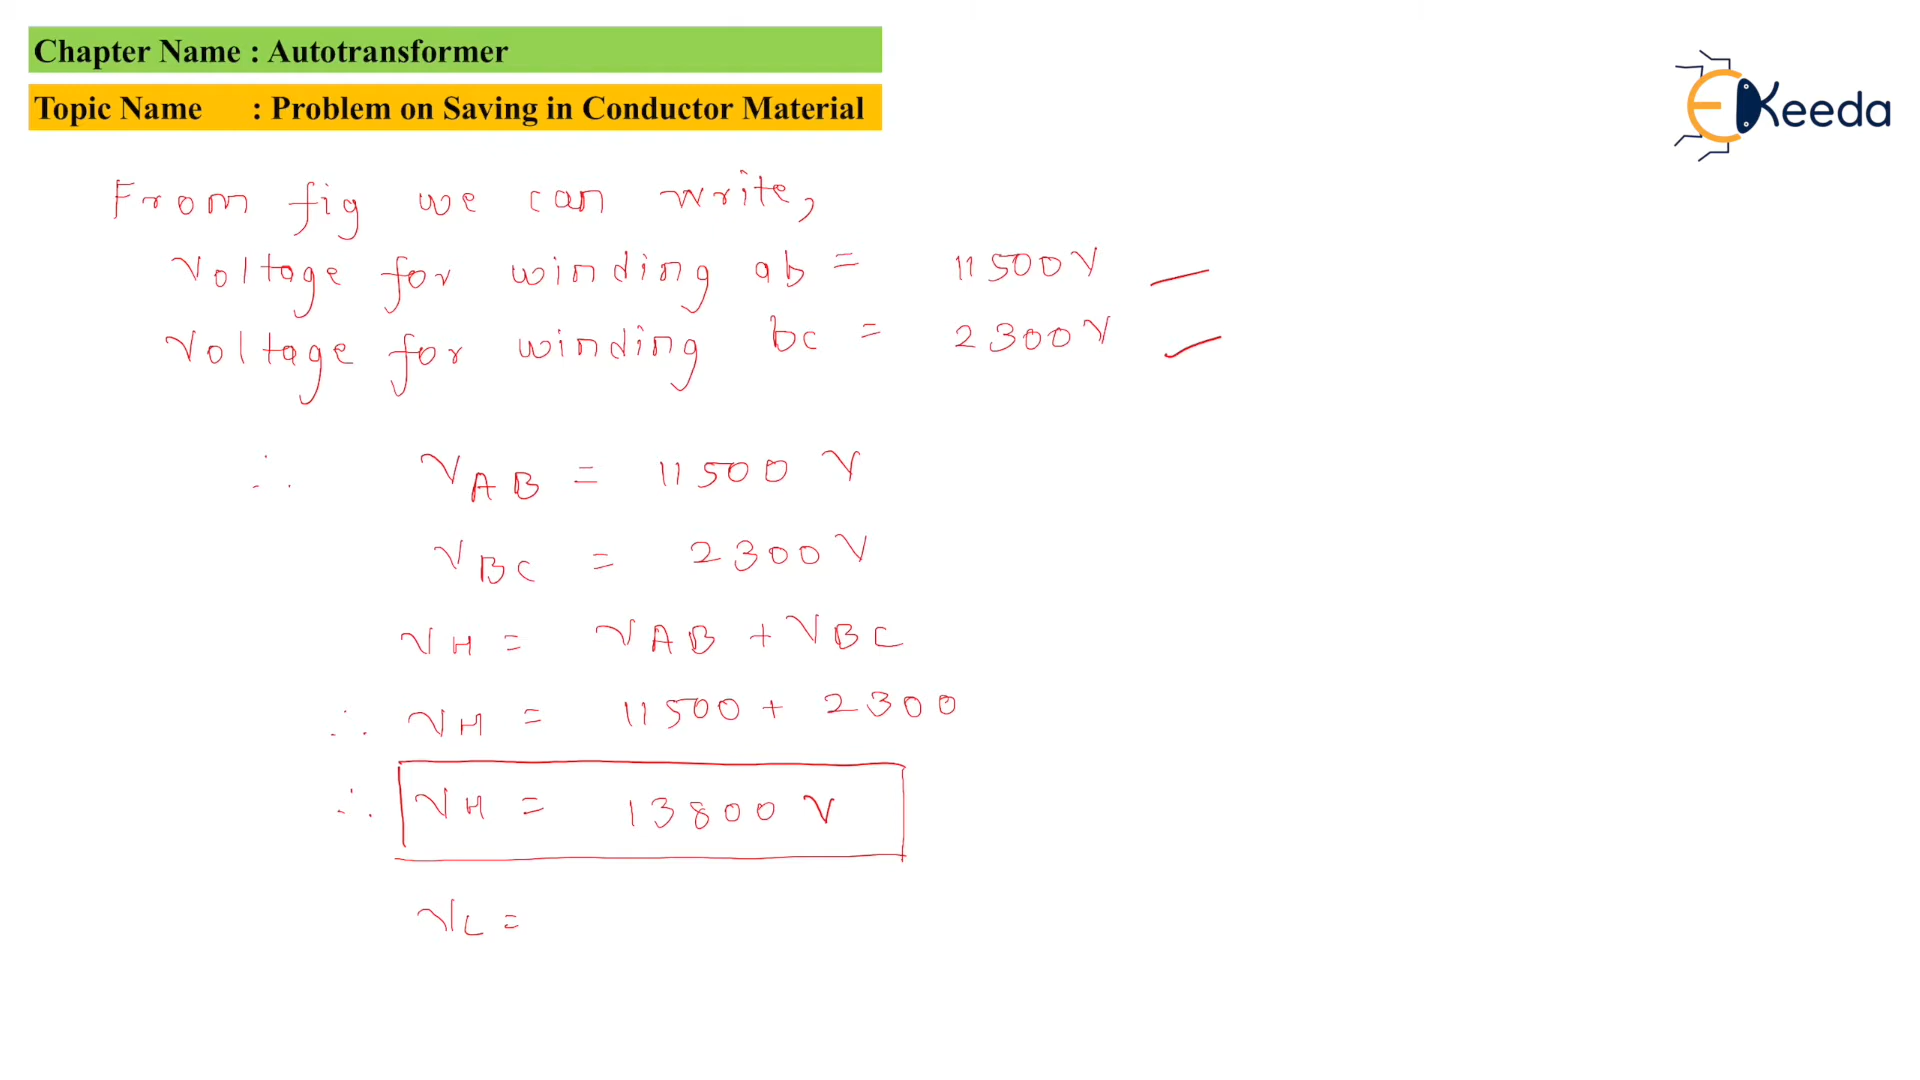 Chapter Name : Autotransformer
Topic Name : Problem on Saving in Conductor Material
EKeeda
From fig we can write,
Voltage for winding ab = 11500V
Voltage for winding bc = 2300V
∴ VAB = 11500 V
VBC = 2300V
VH = VAB + VBC
∴ VH = 11500 + 2300
∴ VH = 13800 V
VL =